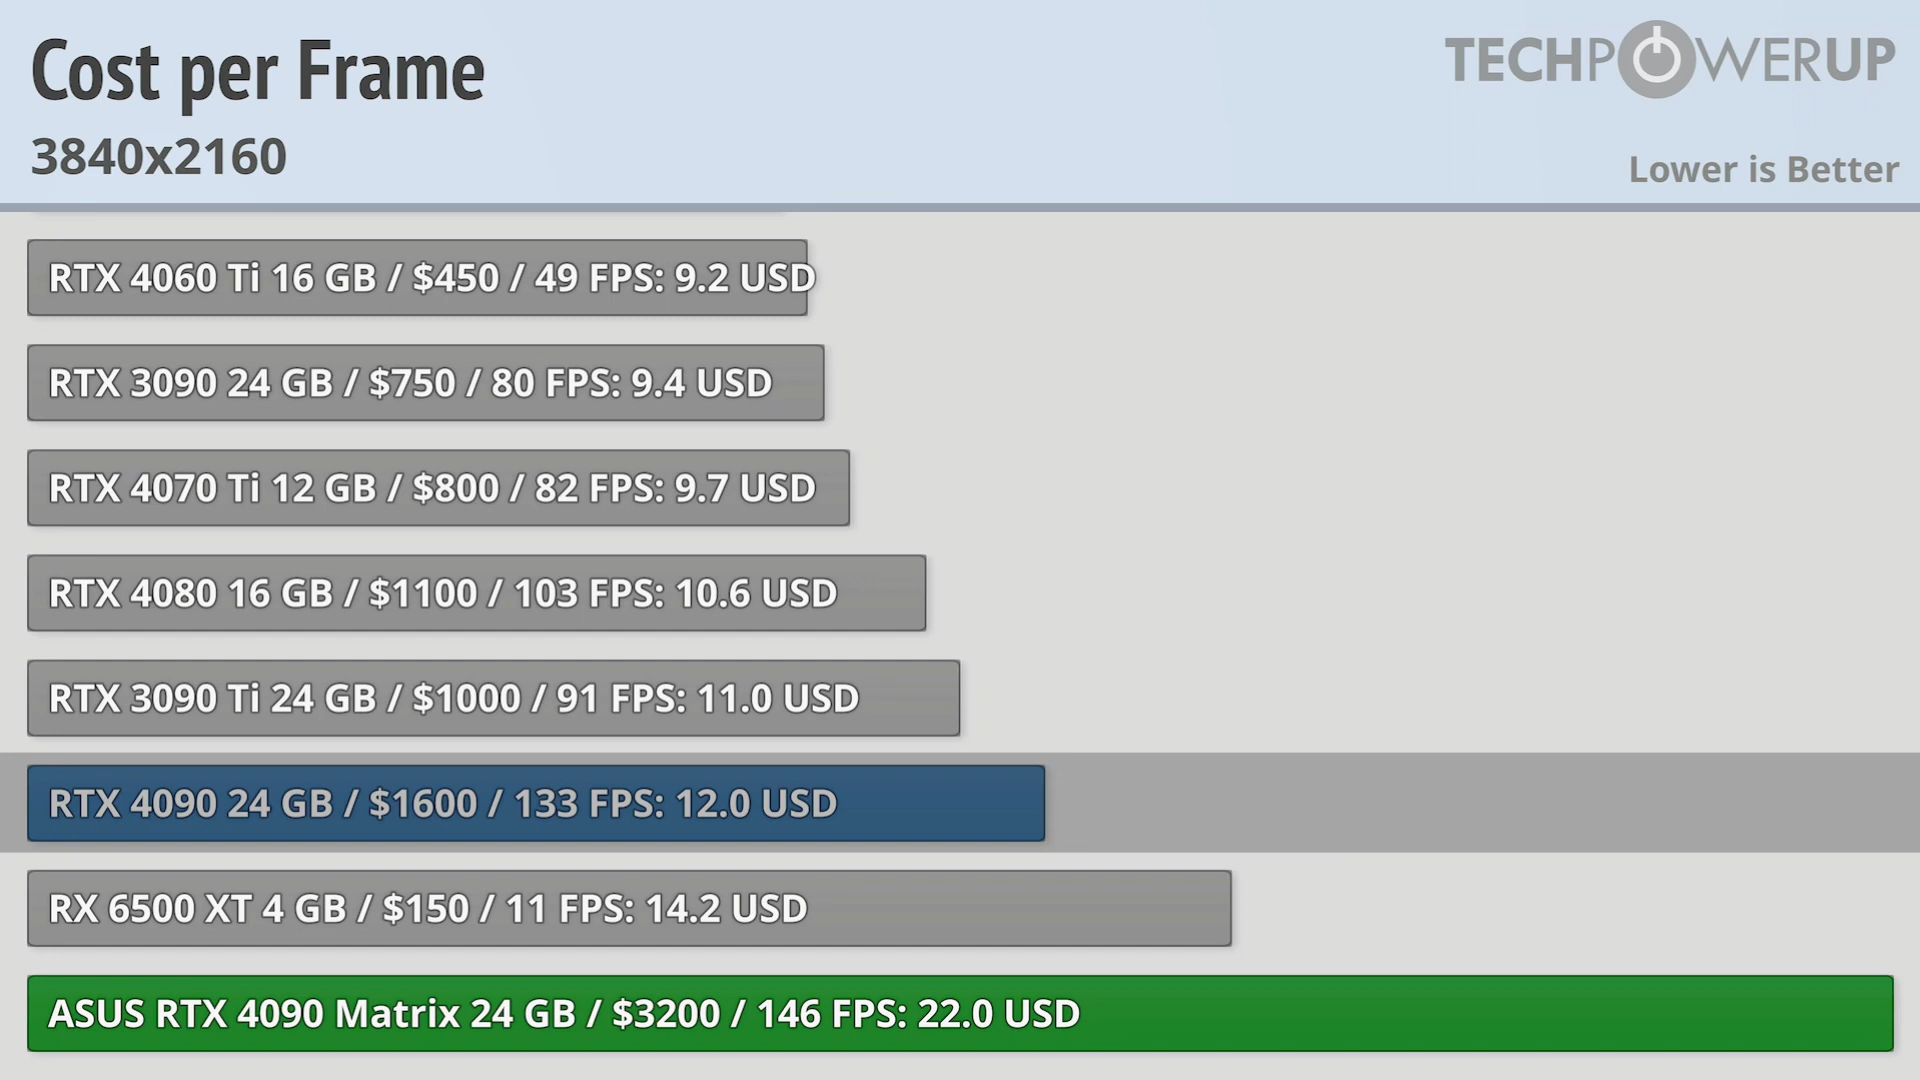 Cost per Frame
TECHPOWERUP
3840x2160
Lower is Better
RTX 4060 Ti 16 GB / $450 / 49 FPS: 9.2 USD
RTX 3090 24 GB / $750 / 80 FPS: 9.4 USD
RTX 4070 Ti 12 GB / $800 / 82 FPS: 9.7 USD
RTX 4080 16 GB / $1100 / 103 FPS: 10.6 USD
RTX 3090 Ti 24 GB / $1000 / 91 FPS: 11.0 USD
RTX 4090 24 GB / $1600 / 133 FPS: 12.0 USD
RX 6500 XT 4 GB / $150 / 11 FPS: 14.2 USD
ASUS RTX 4090 Matrix 24 GB / $3200 / 146 FPS: 22.0 USD